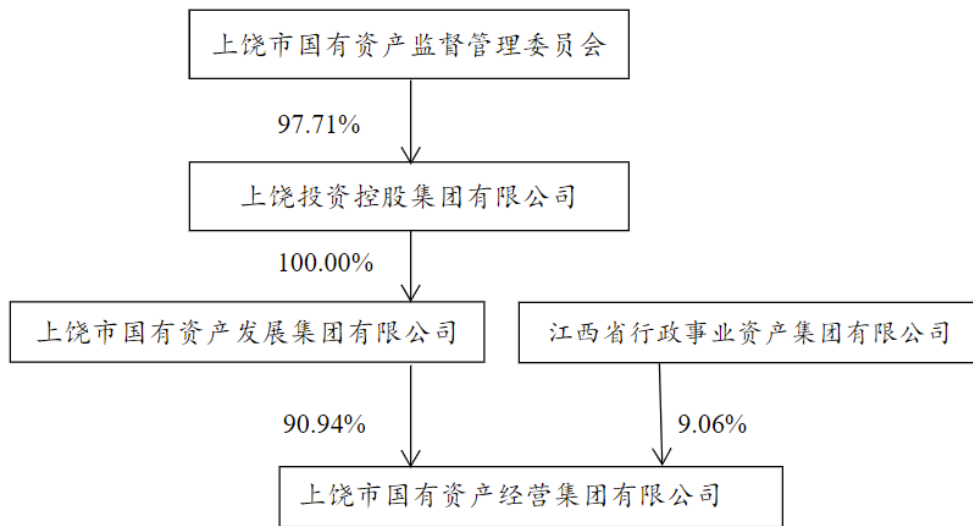 上饶市国有资产监督管理委员会
97.71%
上饶投资控股集团有限公司
100.00%
上饶市国有资产发展集团有限公司
江西省行政事业资产集团有限公司
90.94%
9.06%
上饶市国有资产经营集团有限公司